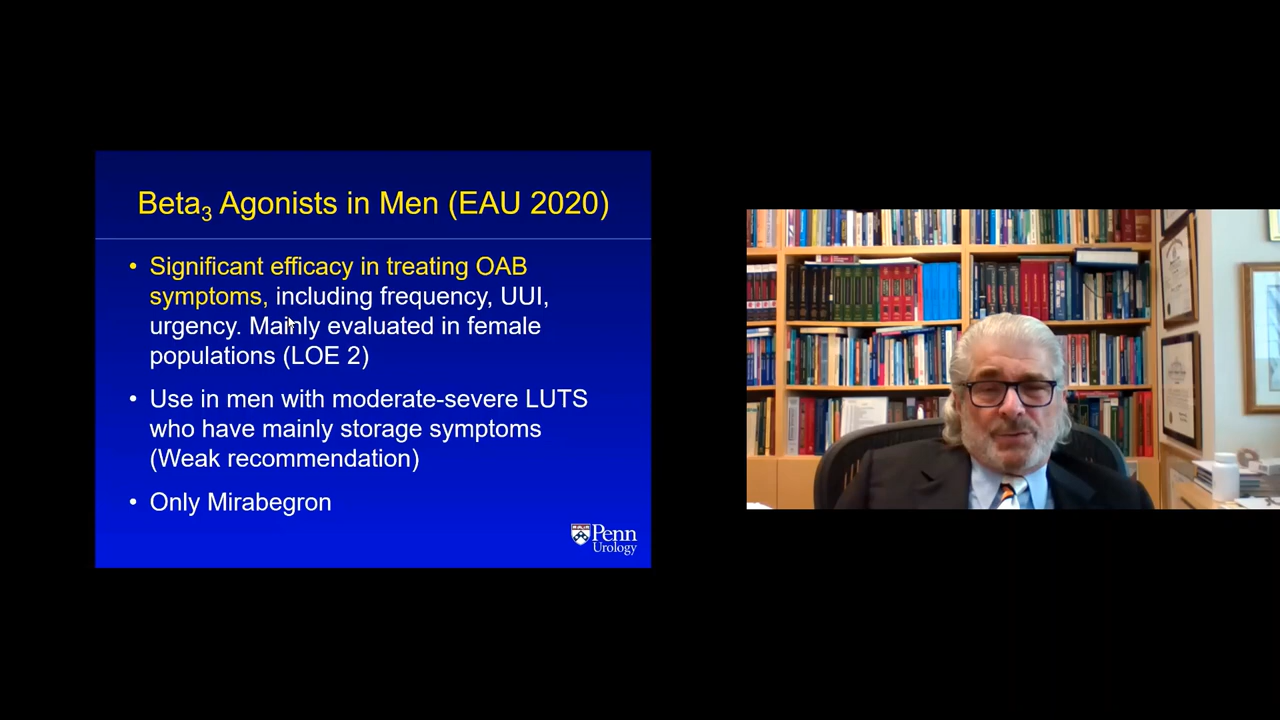 Beta3 Agonists in Men (EAU 2020)
• Significant efficacy in treating OAB
symptoms, including frequency, UUI,
urgency. Mainly evaluated in female
populations (LOE 2)
• Use in men with moderate-severe LUTS
who have mainly storage symptoms
(Weak recommendation)
• Only Mirabegron
Penn
Urology